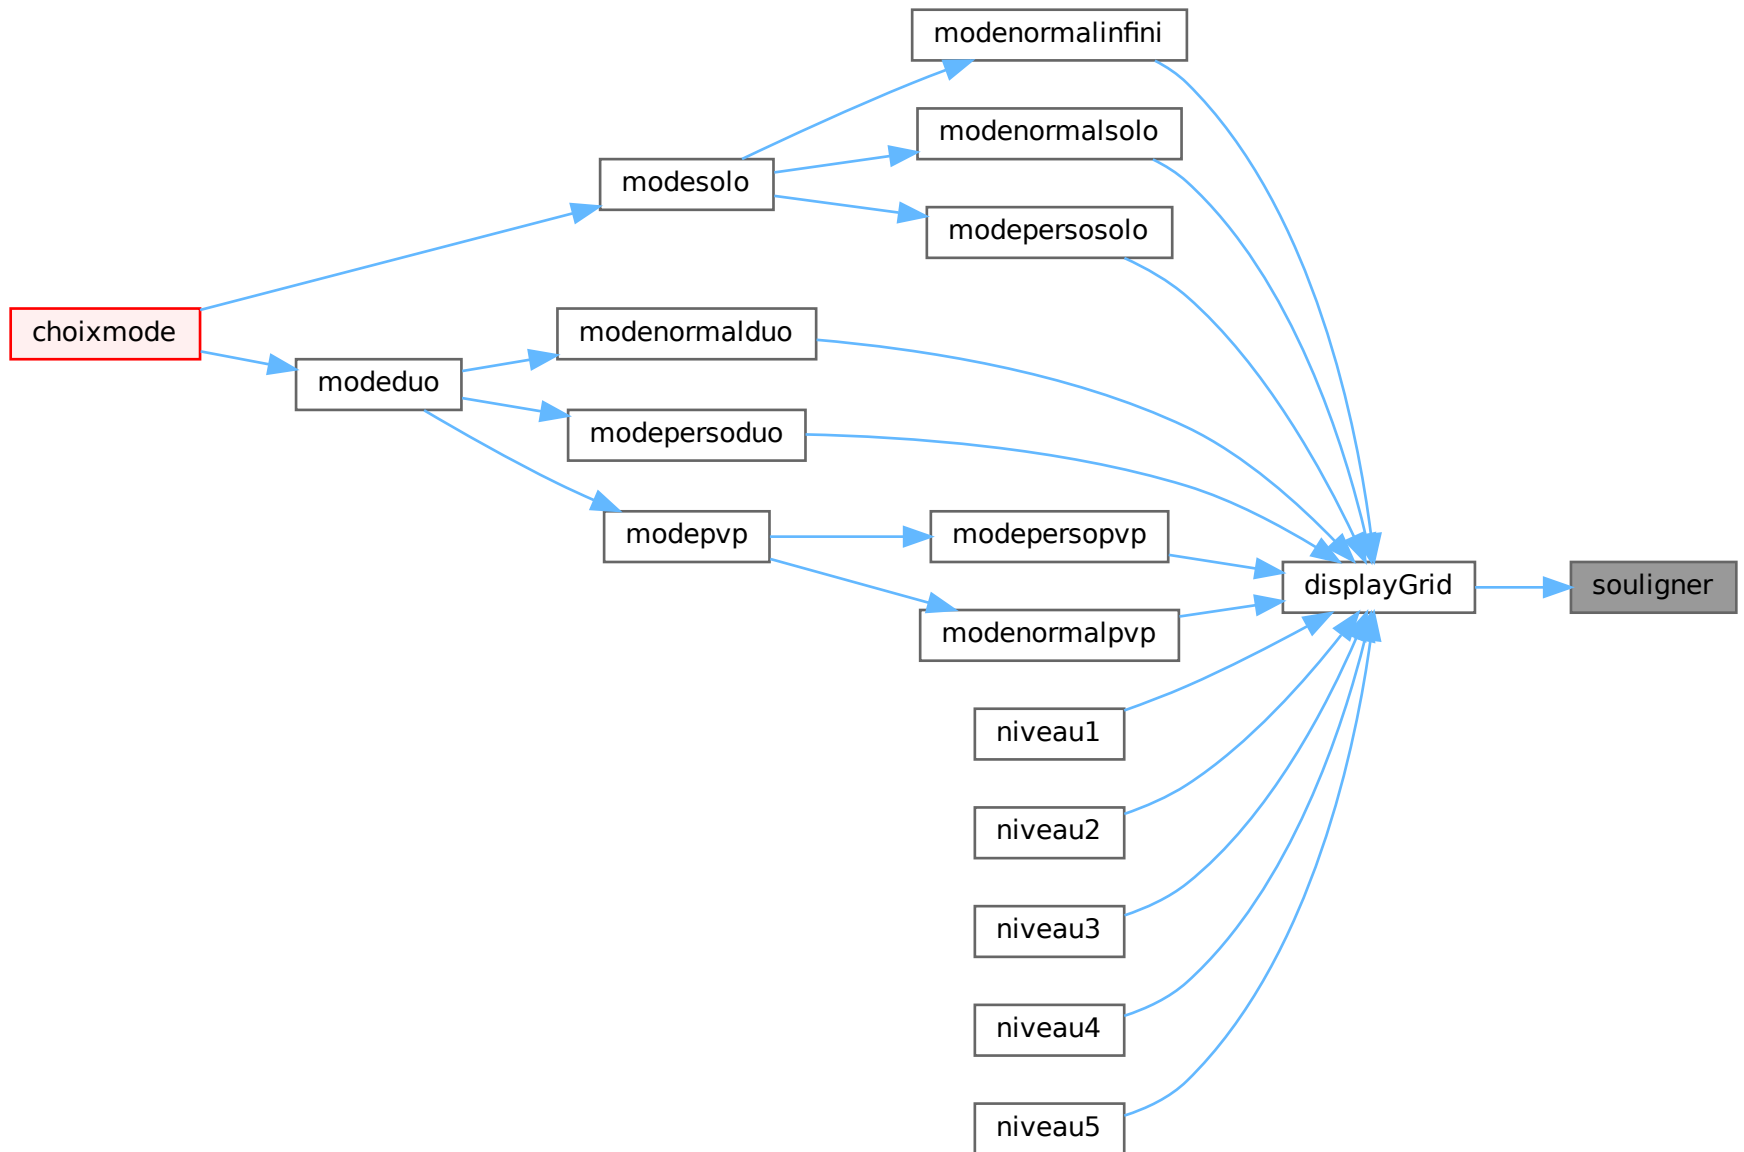 modenormalinfini
modenormalsolo
modesolo
modepersosolo
choixmode
modenormalduo
modeduo
modepersoduo
modepvp
modepersopvp
displayGrid
souligner
modenormalpvp
niveau1
niveau2
niveau3
niveau4
niveau5